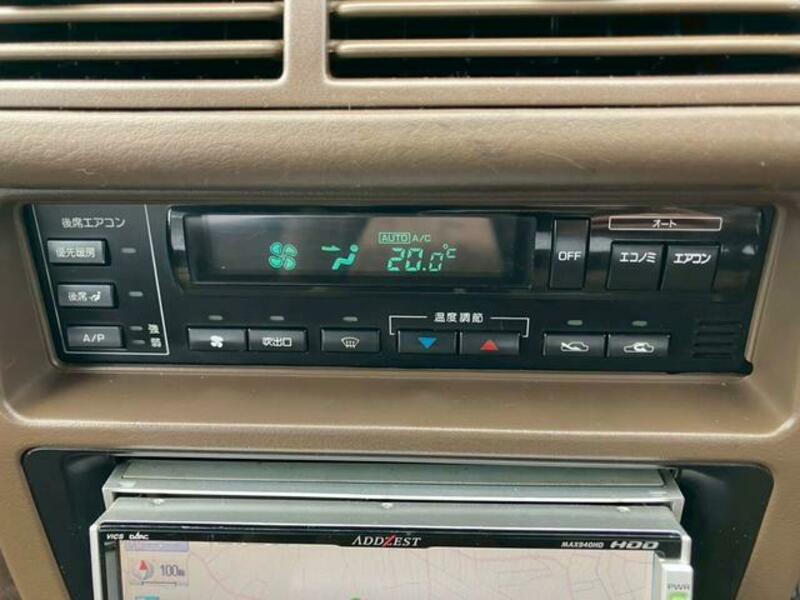 後席エアコン
優先暖房
後席
A/P
強
弱
AUTO A/C
20.0℃
OFF
オート
エコノミ
エアコン
吹出口
温度調節
VICS DARC
ADDZEST
MAX940HD HDD
100m
PWR